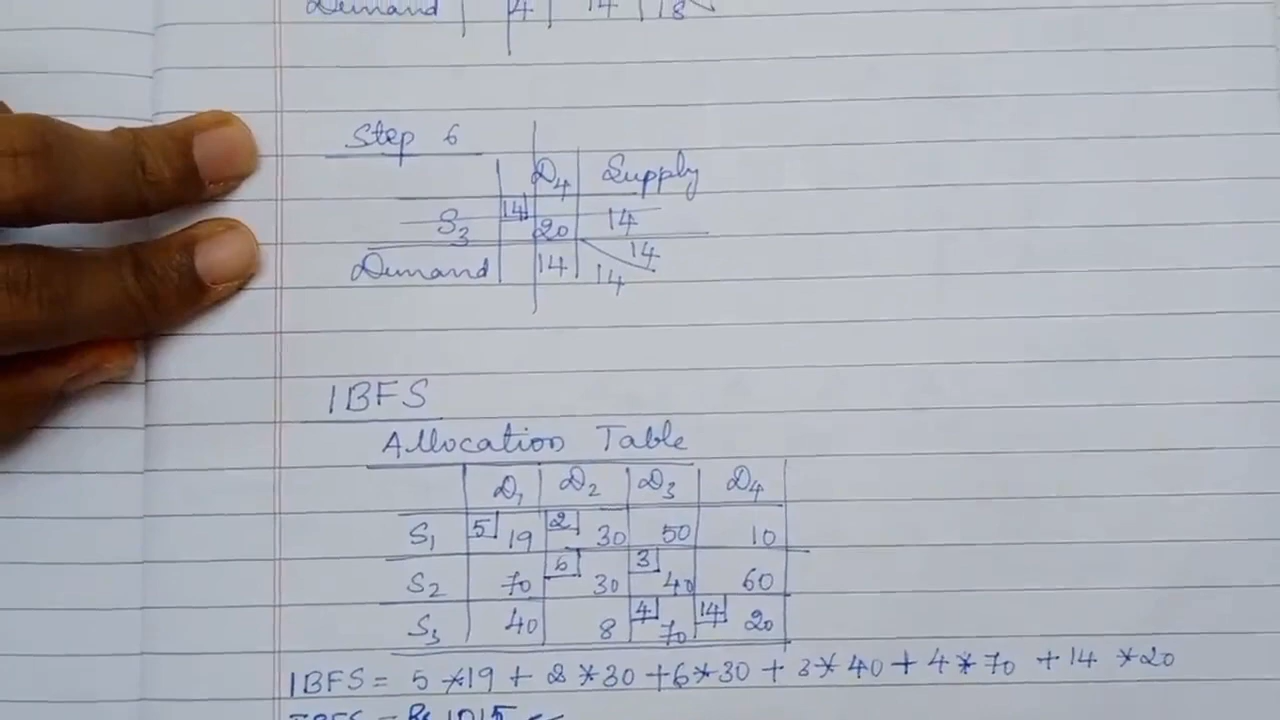 Demand 4 14 18
Step 6
D4 Supply
S3 14 20 14
14
Demand 14 14
IBFS
Allocation Table
D1 D2 D3 D4
S1 5 19 2 30 50 10
S2 70 6 30 3 40 60
S3 40 8 4 70 14 20
IBFS = 5 *19 + 2 *30 +6*30 + 3*40 + 4*70 +14 *20
IBFS = Rs 1015